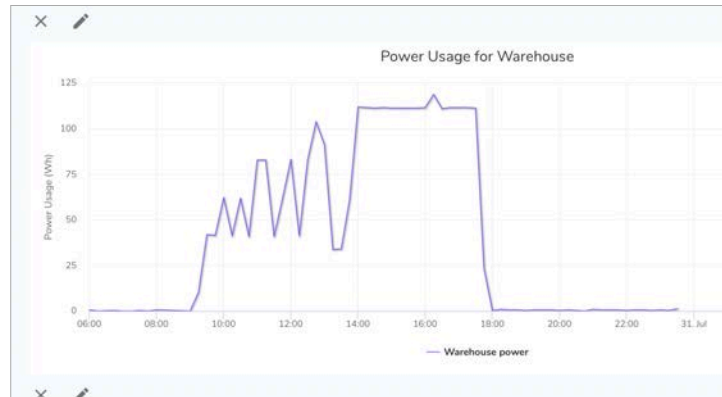 Power Usage for Warehouse
125
100
75
50
25
0
Power Usage (Wh)
06:00 08:00 10:00 12:00 14:00 16:00 18:00 20:00 22:00 31. Jul
Warehouse power